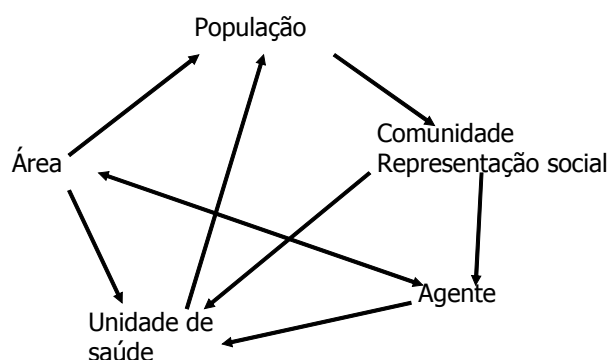 População
Comunidade
Representação social
Área
Agente
Unidade de
saúde